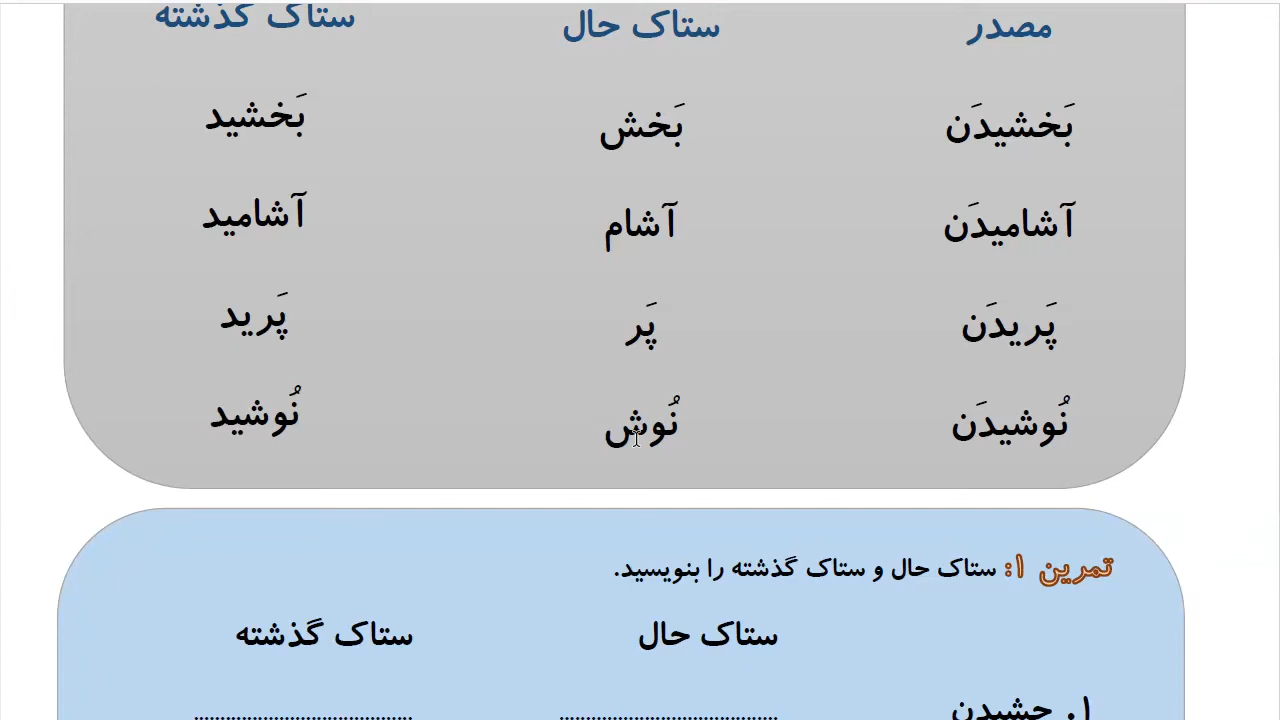 مصدر ستاک حال ستاک گذشته
بَخشیدَن بَخش بَخشید
آشامیدَن آشام آشامید
پَریدَن پَر پَرید
نُوشیدَن نُوش نُوشید
تمرین ۱: ستاک حال و ستاک گذشته را بنویسید.
ستاک حال ستاک گذشته
۱. چشیدن ........................................ ........................................